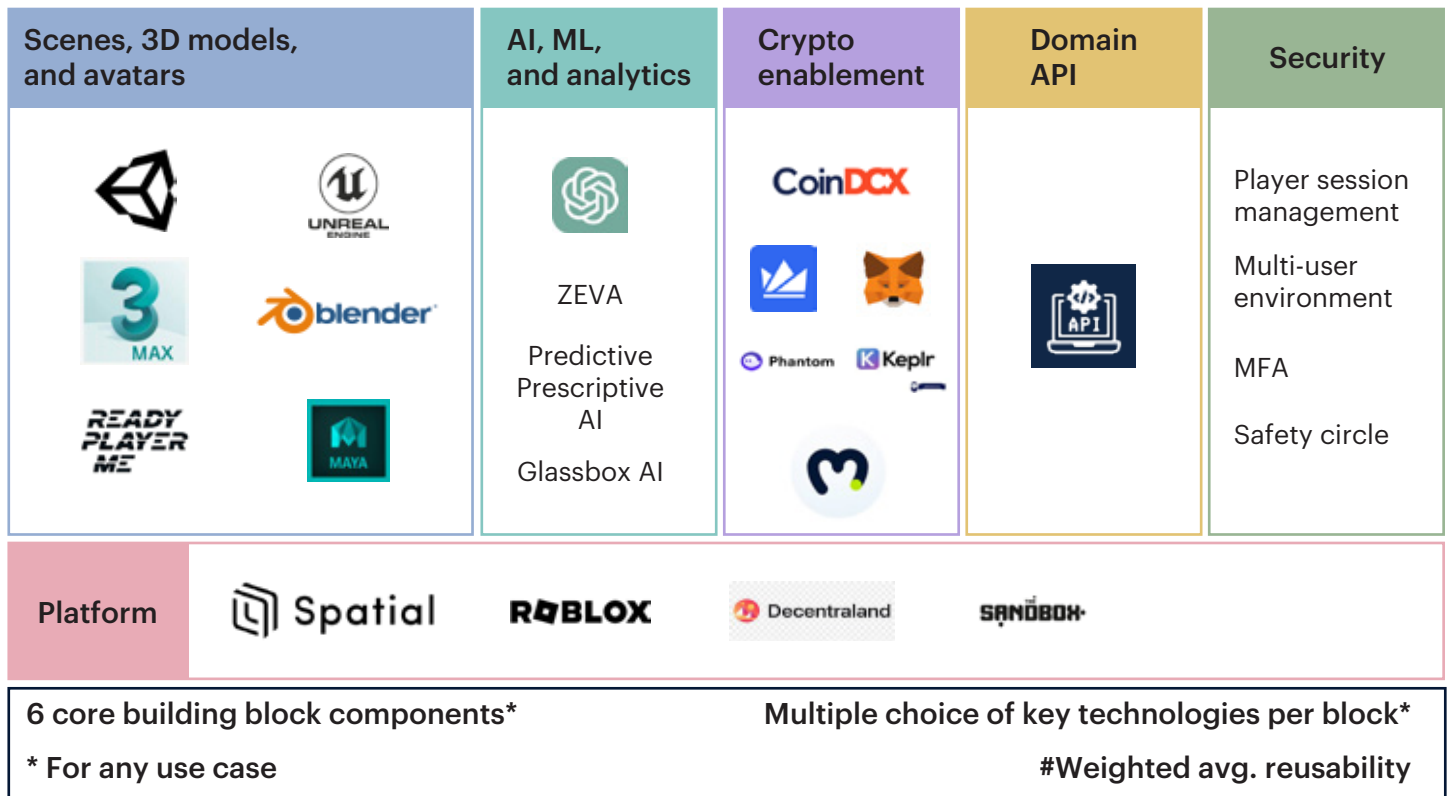 Scenes, 3D models,
and avatars
AI, ML,
and analytics
Crypto
enablement
Domain
API
Security
UNREAL
ENGINE
3
MAX
blender
READY
PLAYER
ME
MAYA
ZEVA
Predictive
Prescriptive
AI
Glassbox AI
CoinDCX
Phantom
Keplr
</>
API
Player session
management
Multi-user
environment
MFA
Safety circle
Platform
Spatial
ROBLOX
Decentraland
THE
SANDBOX
6 core building block components*
Multiple choice of key technologies per block*
* For any use case
#Weighted avg. reusability